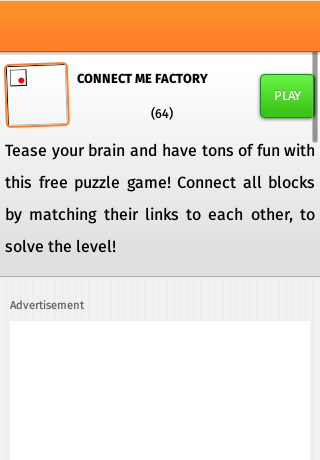 CONNECT ME FACTORY
(64)
PLAY
Tease your brain and have tons of fun with
this free puzzle game! Connect all blocks
by matching their links to each other, to
solve the level!
Advertisement